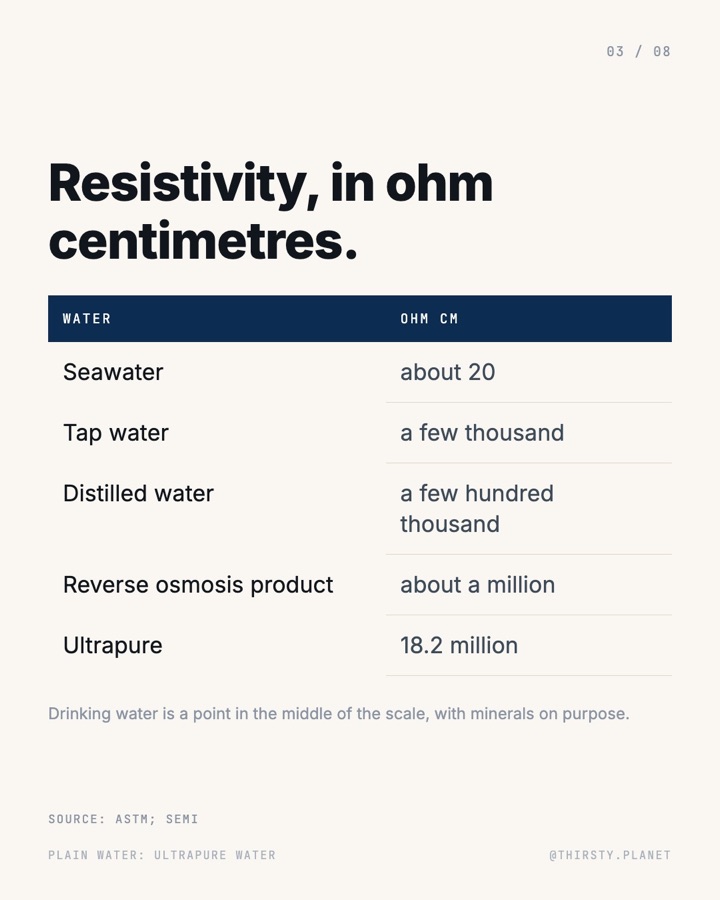 03 / 08
Resistivity, in ohm
centimetres.
WATER OHM CM
Seawater about 20
Tap water a few thousand
Distilled water a few hundred
thousand
Reverse osmosis product about a million
Ultrapure 18.2 million
Drinking water is a point in the middle of the scale, with minerals on purpose.
SOURCE: ASTM; SEMI
PLAIN WATER: ULTRAPURE WATER @THIRSTY.PLANET